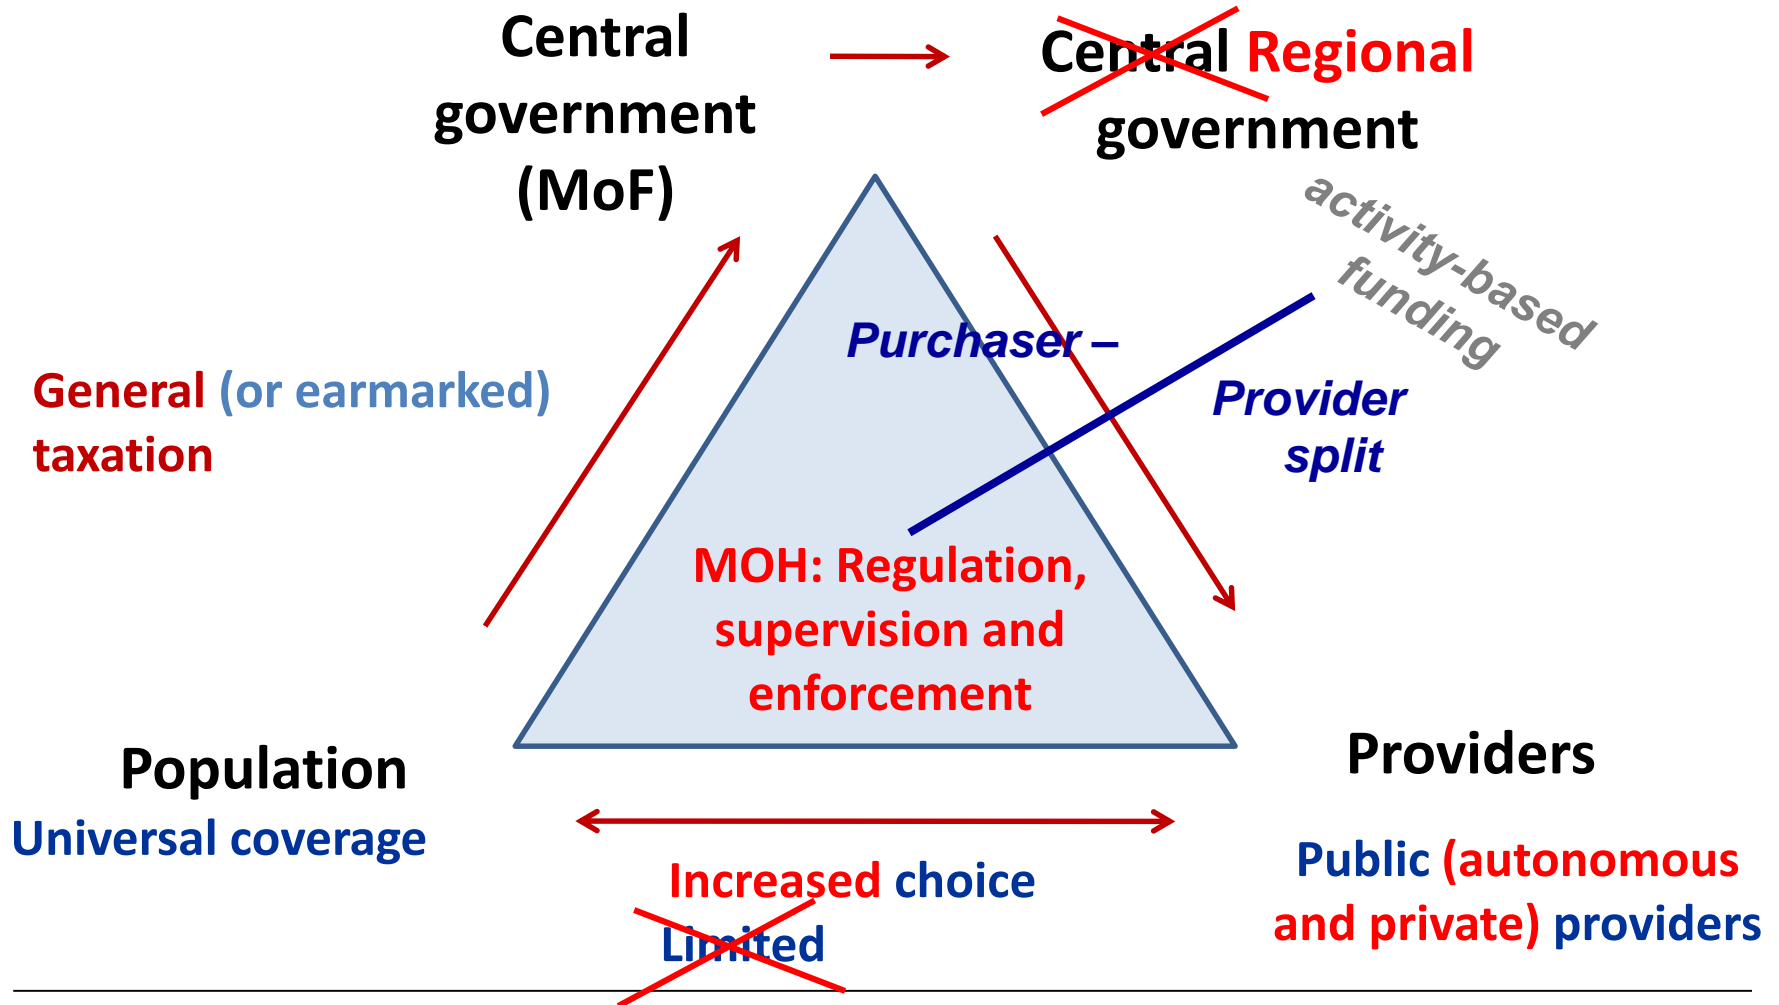 Central
government
(MoF)
Central Regional
government
activity-based
funding
Purchaser –
Provider
split
General (or earmarked)
taxation
MOH: Regulation,
supervision and
enforcement
Population
Universal coverage
Providers
Public (autonomous
and private) providers
Increased choice
Limited